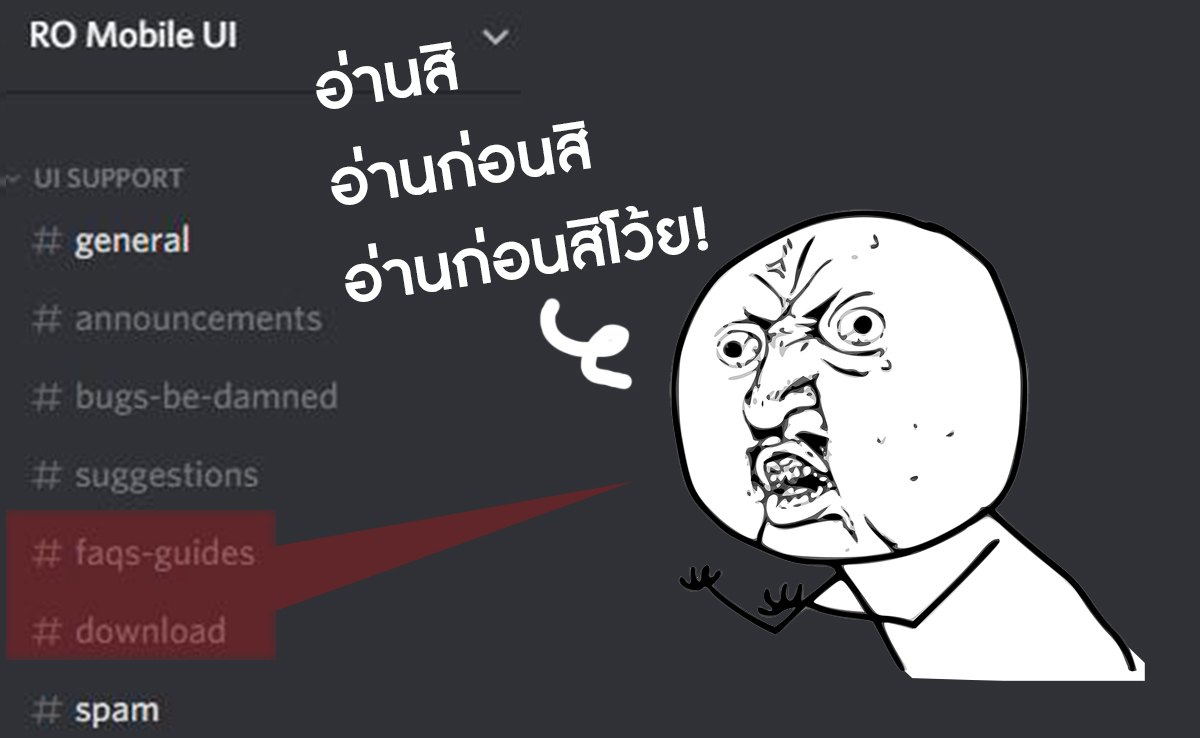 RO Mobile UI
อ่านสิ
อ่านก่อนสิ
อ่านก่อนสิโว้ย!
UI SUPPORT
# general
# announcements
# bugs-be-damned
# suggestions
# faqs-guides
# download
# spam